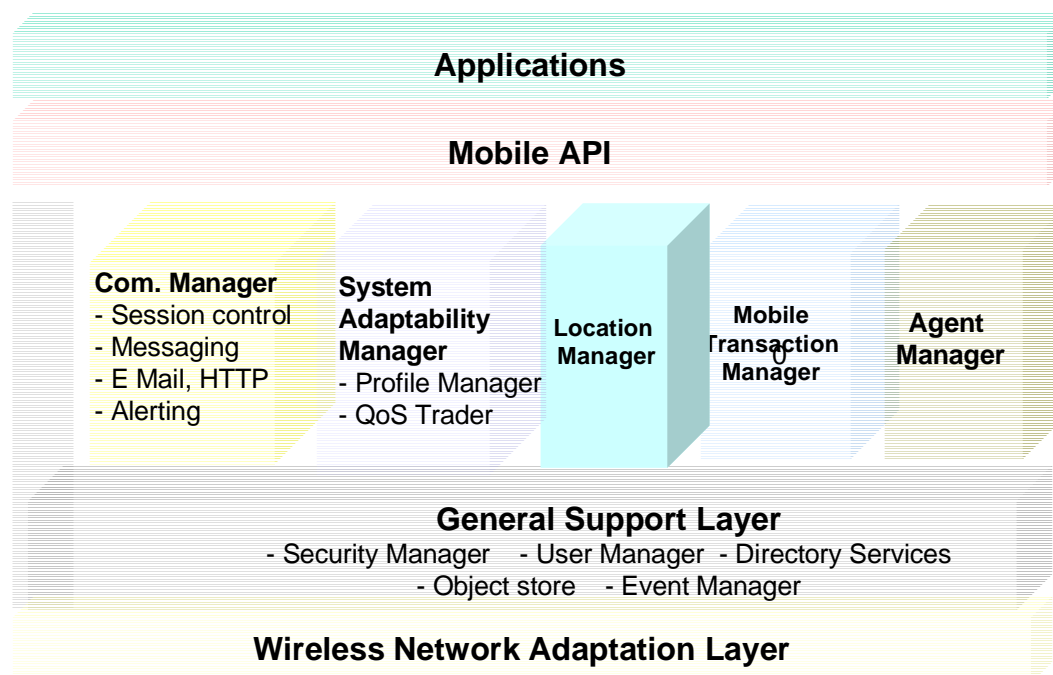 Applications
Mobile API
Com. Manager
- Session control
- Messaging
- E Mail, HTTP
- Alerting
System
Adaptability
Manager
- Profile Manager
- QoS Trader
Location
Manager
Mobile
Transaction
0
Manager
Agent
Manager
General Support Layer
- Security Manager - User Manager - Directory Services
- Object store - Event Manager
Wireless Network Adaptation Layer